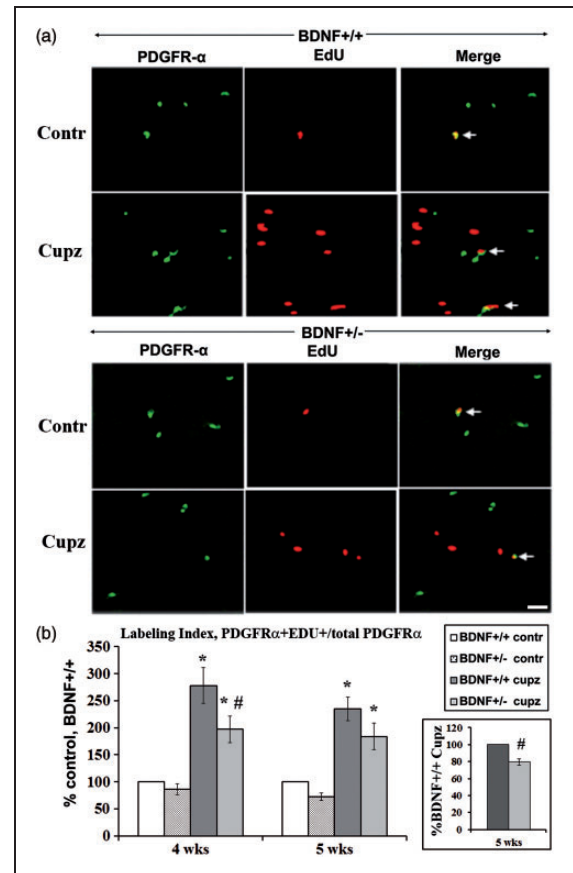 (a)
BDNF+/+
PDGFR-α EdU Merge
Contr
Cupz
BDNF+/-
PDGFR-α EdU Merge
Contr
Cupz
(b)
Labeling Index, PDGFRα+EDU+/total PDGFRα
% control, BDNF+/+
350
300
250
200
150
100
50
0
* * # * *
4 wks 5 wks
BDNF+/+ contr
BDNF+/- contr
BDNF+/+ cupz
BDNF+/- cupz
%BDNF+/+ Cupz
120
100
80
60
40
20
0
#
5 wks